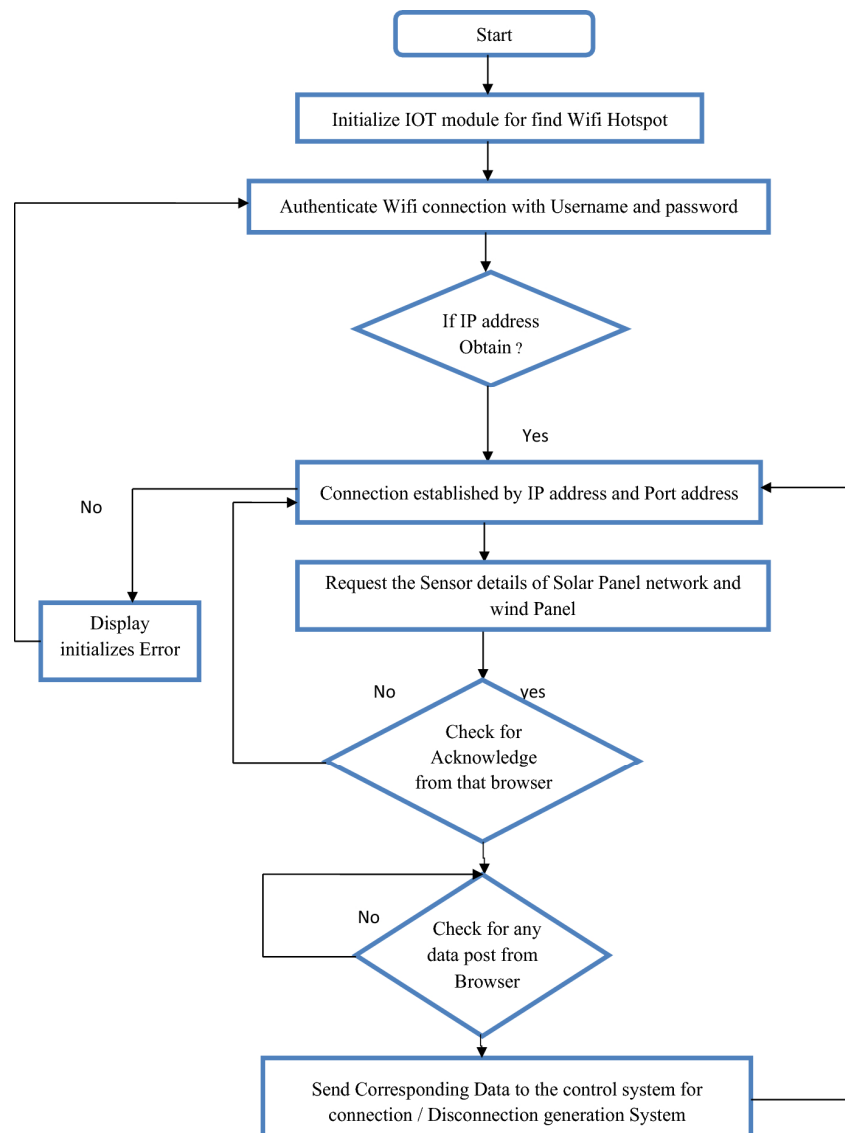 Start
Initialize IOT module for find Wifi Hotspot
Authenticate Wifi connection with Username and password
If IP address
Obtain ?
Yes
Connection established by IP address and Port address
No
Request the Sensor details of Solar Panel network and
wind Panel
Display
initializes Error
No
yes
Check for
Acknowledge
from that browser
No
Check for any
data post from
Browser
Send Corresponding Data to the control system for
connection / Disconnection generation System